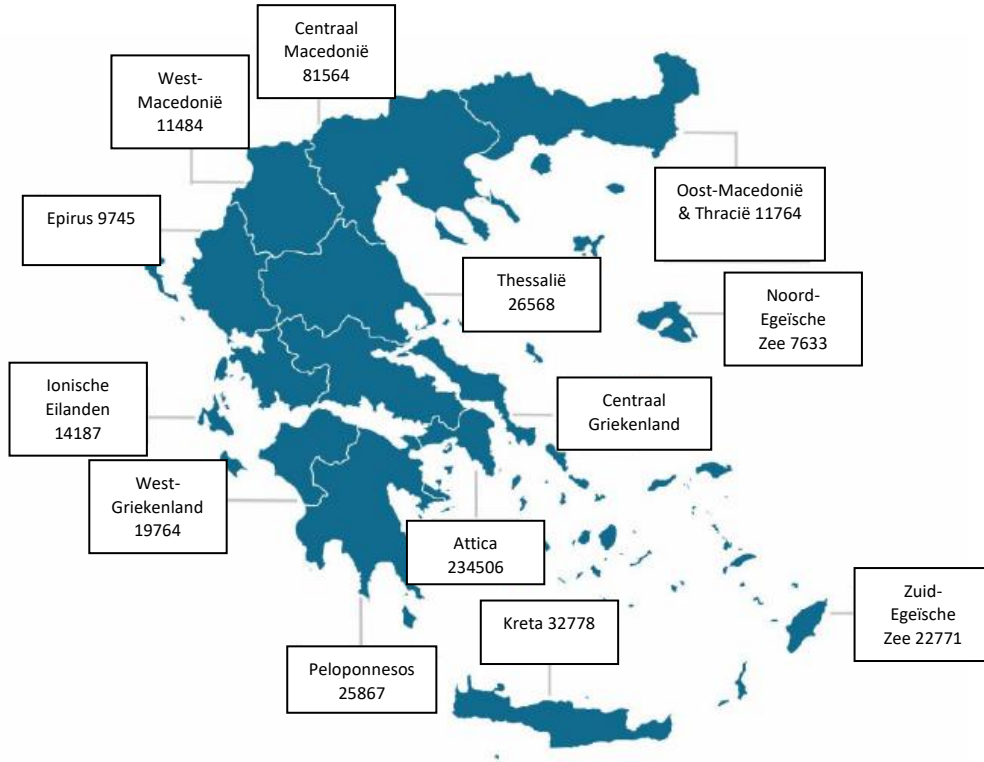 Centraal
Macedonië
81564
West-
Macedonië
11484
Oost-Macedonië
& Thracië 11764
Epirus 9745
Thessalië
26568
Noord-
Egeïsche
Zee 7633
Ionische
Eilanden
14187
Centraal
Griekenland
West-
Griekenland
19764
Attica
234506
Zuid-
Egeïsche
Zee 22771
Kreta 32778
Peloponnesos
25867